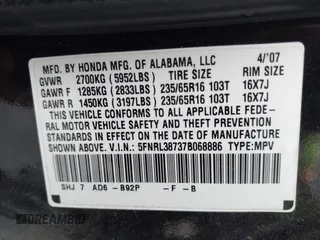 MFD. BY HONDA MFG. OF ALABAMA, LLC 4/'07
GVWR 2700KG (5952LBS) TIRE SIZE RIM SIZE
GAWR F 1285KG (2833LBS) 235/65R16 103T 16X7J
GAWR R 1450KG (3197LBS) 235/65R16 103T 16X7J
THIS VEHICLE CONFORMS TO ALL APPLICABLE FEDE-
RAL MOTOR VEHICLE SAFETY AND THEFT PREVENTION
STANDARDS IN EFFECT ON THE DATE OF MANUFACTURE
SHOWN ABOVE. V.I.N.: 5FNRL38737B068886 TYPE:MPV
SHJ 7 AD6 -B92P -F -B
DREAMBID